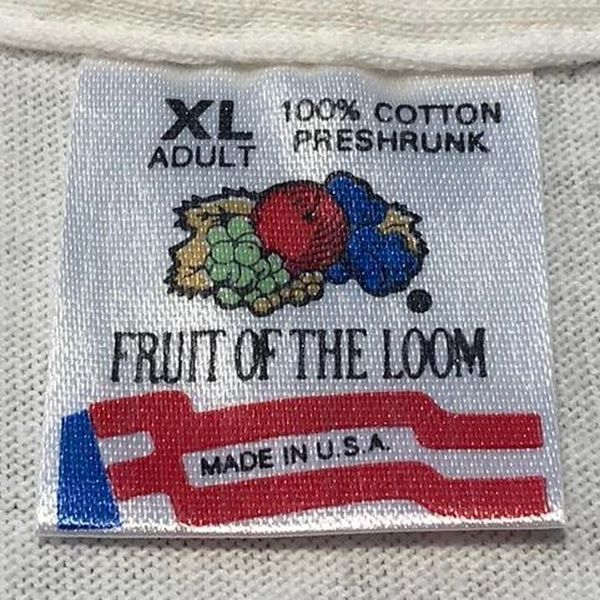 XL 100% COTTON
ADULT PRESHRUNK
FRUIT OF THE LOOM
MADE IN U.S.A.